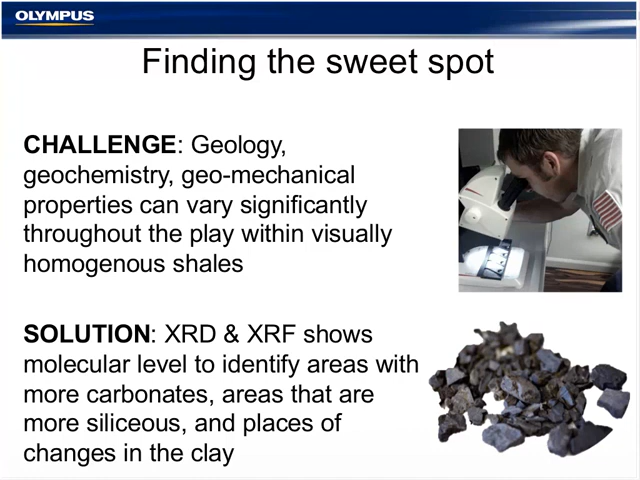 OLYMPUS
Finding the sweet spot
CHALLENGE: Geology,
geochemistry, geo-mechanical
properties can vary significantly
throughout the play within visually
homogenous shales
SOLUTION: XRD & XRF shows
molecular level to identify areas with
more carbonates, areas that are
more siliceous, and places of
changes in the clay